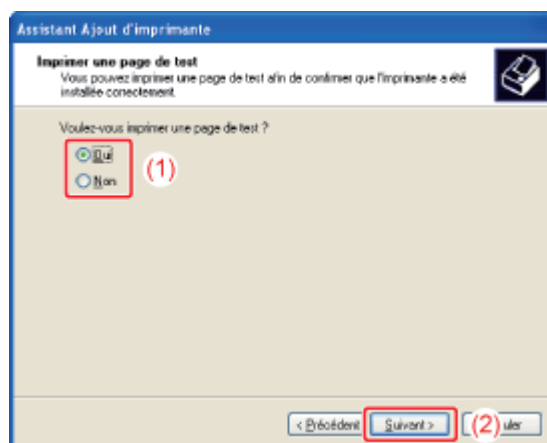 Assistant Ajout d'imprimante
Imprimer une page de test
Vous pouvez imprimer une page de test afin de confirmer que l'imprimante a été
installée correctement.
Voulez-vous imprimer une page de test ?
Oui
(1)
Non
< Précédent Suivant > (2) uler